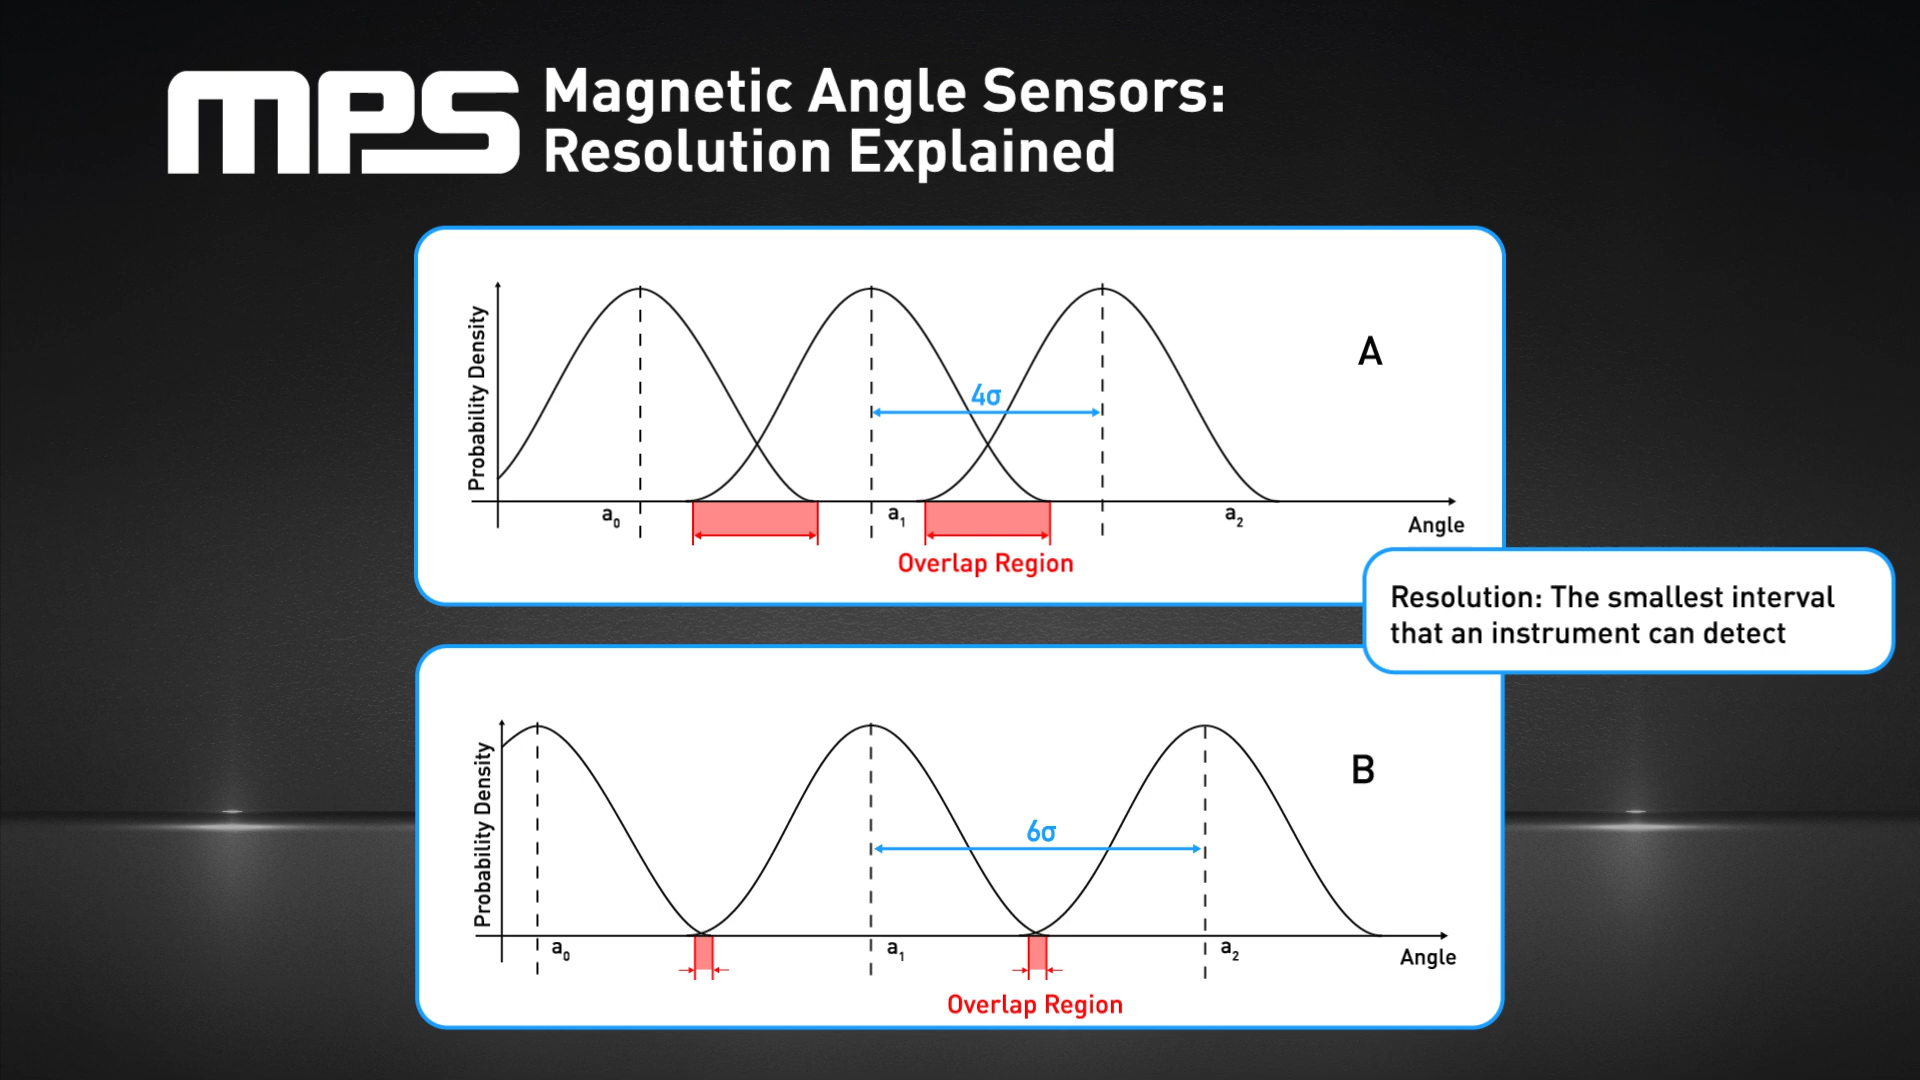 mps
Magnetic Angle Sensors:
Resolution Explained
Probability Density
4σ
A
a₀
a₁
a₂
Angle
Overlap Region
Resolution: The smallest interval
that an instrument can detect
Probability Density
6σ
B
a₀
a₁
a₂
Angle
Overlap Region